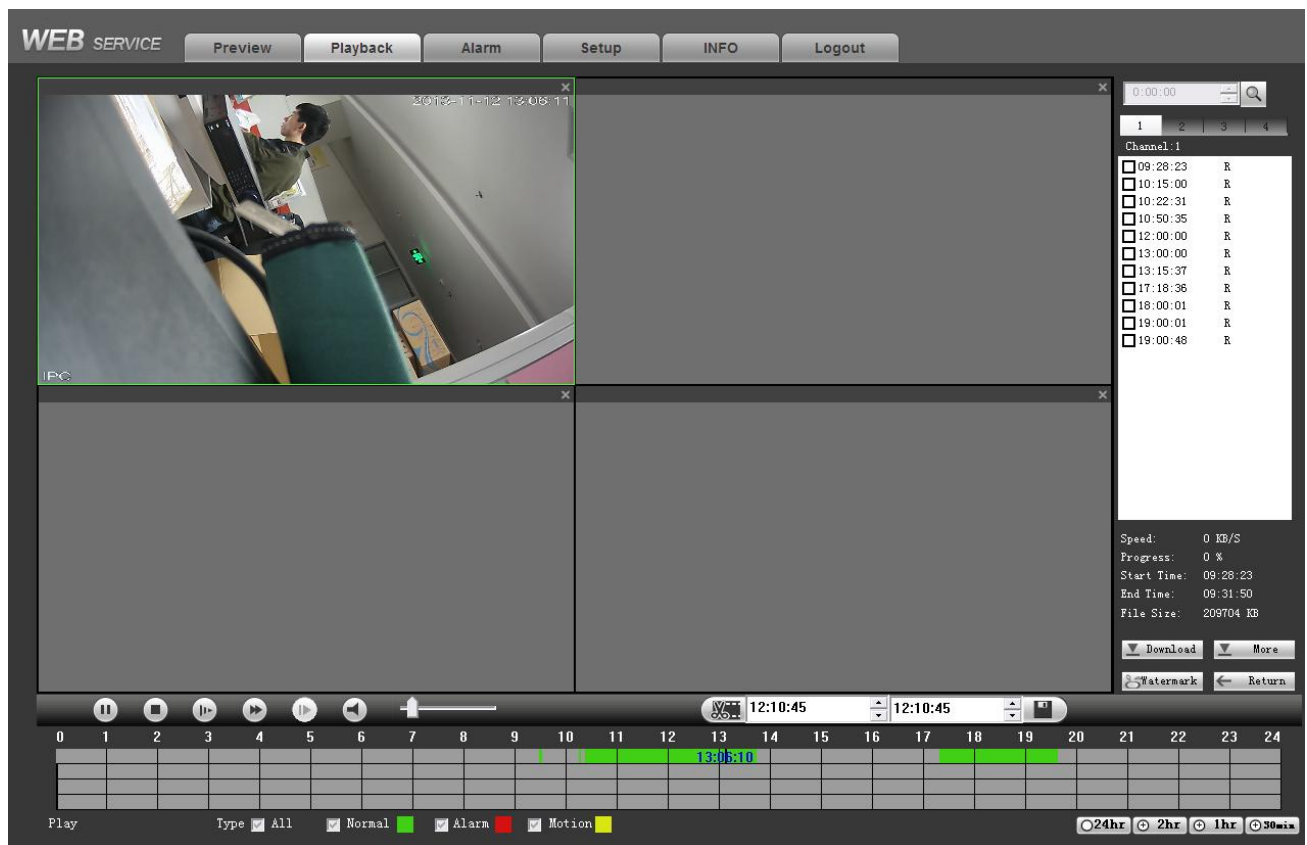 WEB SERVICE
Preview
Playback
Alarm
Setup
INFO
Logout
2013-11-12 13:06:11
IPC
0:00:00
1 2 3 4
Channel:1
09:28:23 R
10:15:00 R
10:22:31 R
10:50:35 R
12:00:00 R
13:00:00 R
13:15:37 R
17:18:36 R
18:00:01 R
19:00:01 R
19:00:48 R
Speed: 0 KB/S
Progress: 0 %
Start Time: 09:28:23
End Time: 09:31:50
File Size: 209704 KB
Download
More
Watermark
Return
12:10:45
12:10:45
0 1 2 3 4 5 6 7 8 9 10 11 12 13 14 15 16 17 18 19 20 21 22 23 24
13:06:10
Play
Type All Normal Alarm Motion
24hr 2hr 1hr 30min